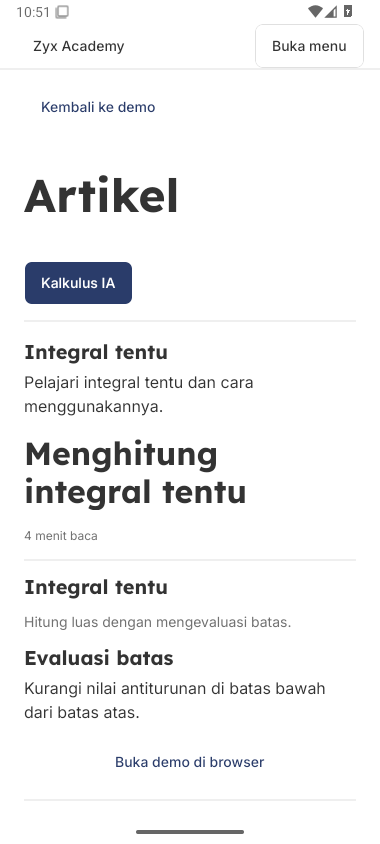 10:51
Zyx Academy
Buka menu
Kembali ke demo
Artikel
Kalkulus IA
Integral tentu
Pelajari integral tentu dan cara
menggunakannya.
Menghitung
integral tentu
4 menit baca
Integral tentu
Hitung luas dengan mengevaluasi batas.
Evaluasi batas
Kurangi nilai antiturunan di batas bawah
dari batas atas.
Buka demo di browser